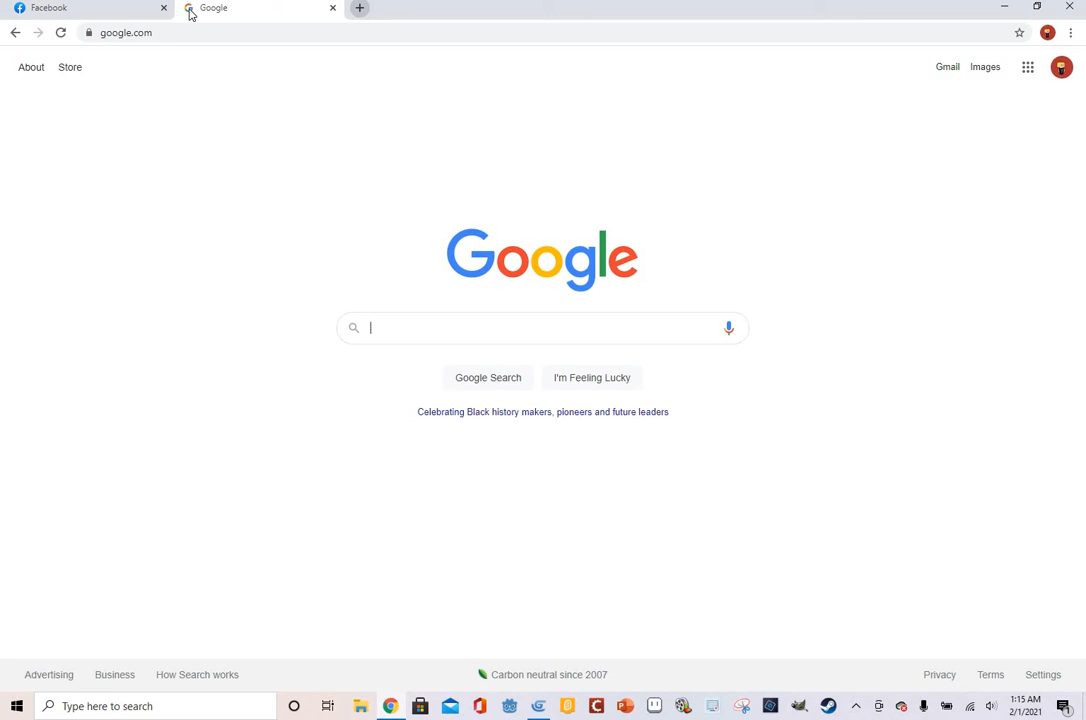 Facebook
Google
google.com
About Store
Gmail Images
Google
Google Search I'm Feeling Lucky
Celebrating Black history makers, pioneers and future leaders
Advertising Business How Search works
Carbon neutral since 2007
Privacy Terms Settings
Type here to search
1:15 AM
2/1/2021